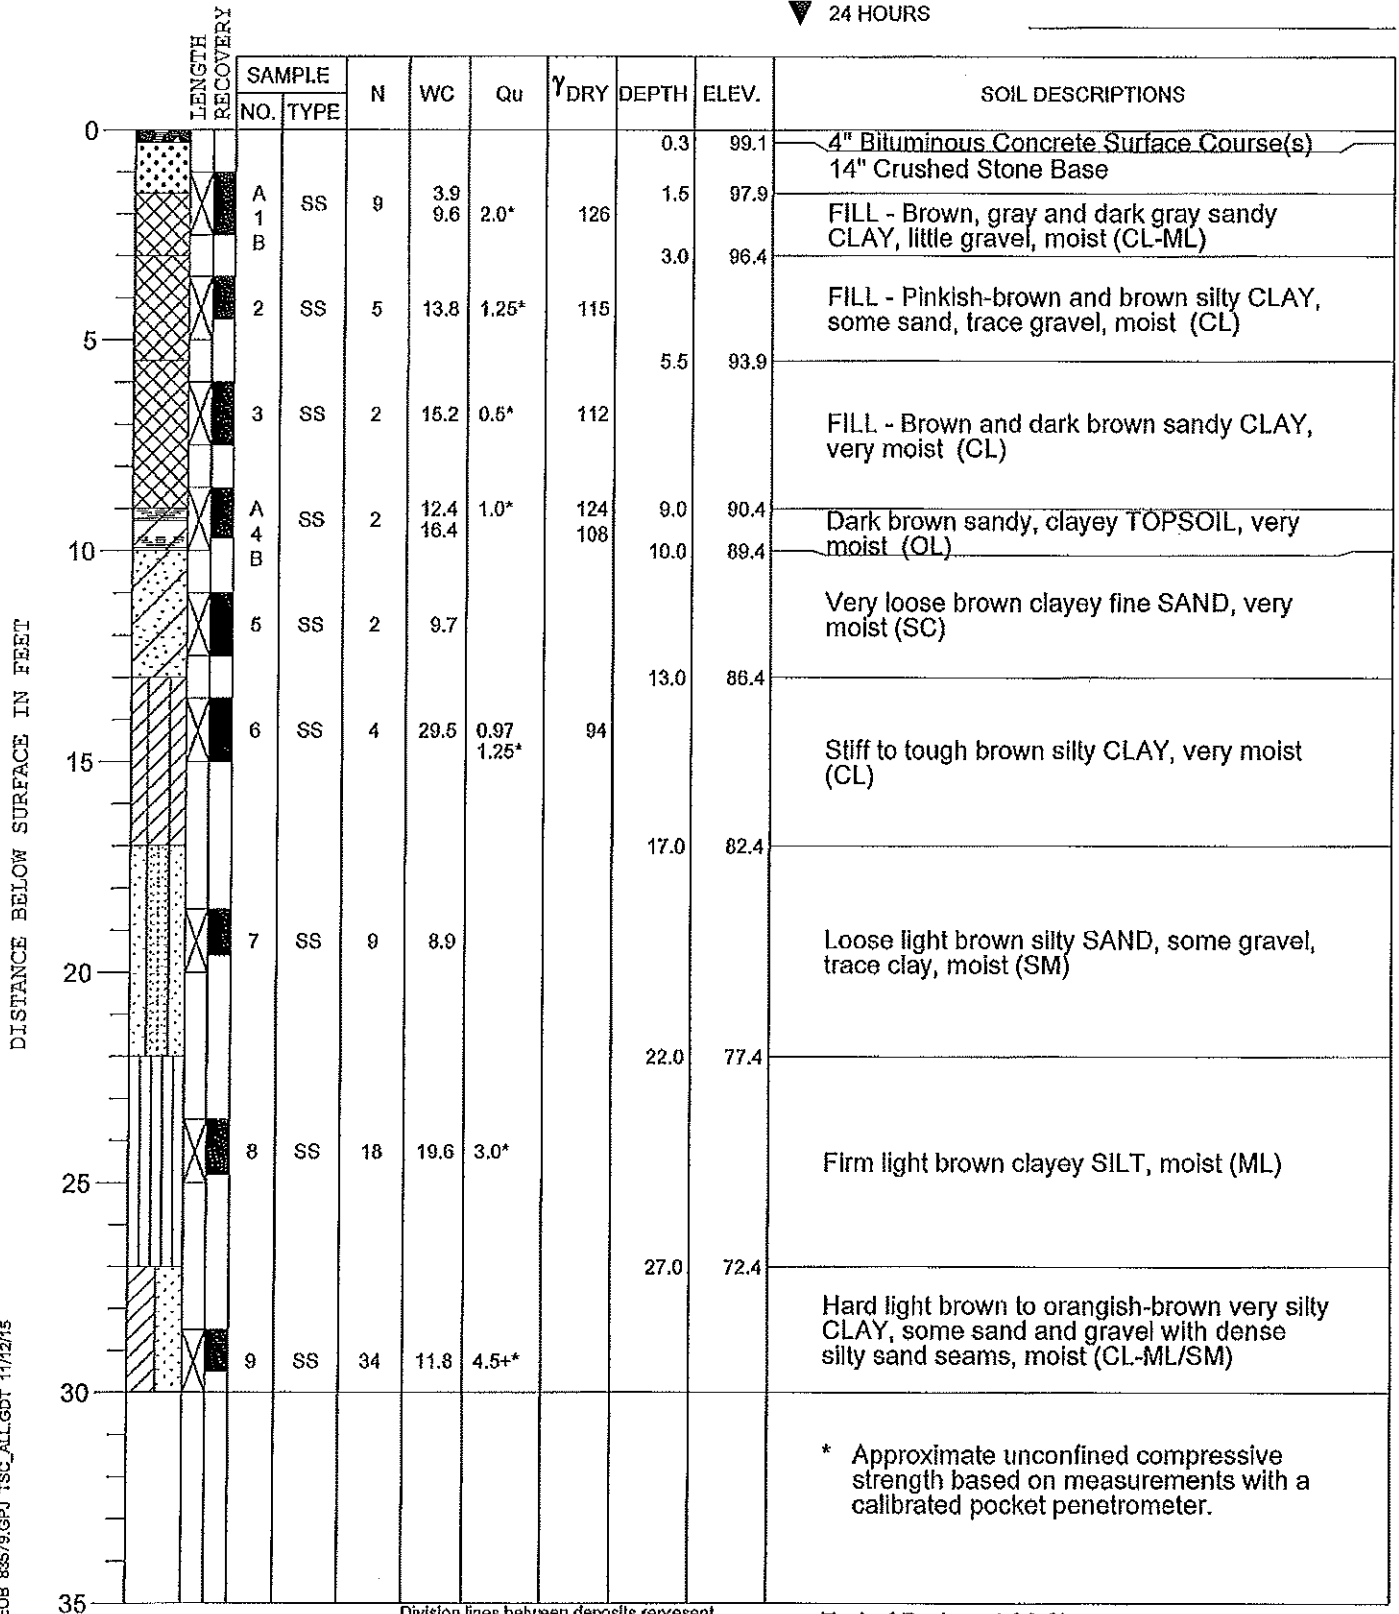 24 HOURS
LENGTH
RECOVERY
SAMPLE
NO. TYPE N WC Qu γDRY DEPTH ELEV. SOIL DESCRIPTIONS
DISTANCE BELOW SURFACE IN FEET
0
0.3 99.1 4" Bituminous Concrete Surface Course(s)
14" Crushed Stone Base
1.5 97.9
A 3.9
1 SS 9 9.6 2.0* 126
B
FILL - Brown, gray and dark gray sandy
CLAY, little gravel, moist (CL-ML)
3.0 96.4
2 SS 5 13.8 1.25* 115
FILL - Pinkish-brown and brown silty CLAY,
some sand, trace gravel, moist (CL)
5
5.5 93.9
3 SS 2 15.2 0.5* 112
FILL - Brown and dark brown sandy CLAY,
very moist (CL)
A 12.4 1.0* 124 9.0 90.4
4 SS 2 16.4 108
B
Dark brown sandy, clayey TOPSOIL, very
moist (OL)
10 10.0 89.4
5 SS 2 9.7
Very loose brown clayey fine SAND, very
moist (SC)
13.0 86.4
6 SS 4 29.5 0.97 94
1.25*
Stiff to tough brown silty CLAY, very moist
(CL)
15
17.0 82.4
7 SS 9 8.9
Loose light brown silty SAND, some gravel,
trace clay, moist (SM)
20
22.0 77.4
8 SS 18 19.6 3.0*
Firm light brown clayey SILT, moist (ML)
25
27.0 72.4
9 SS 34 11.8 4.5+*
Hard light brown to orangish-brown very silty
CLAY, some sand and gravel with dense
silty sand seams, moist (CL-ML/SM)
30
* Approximate unconfined compressive
strength based on measurements with a
calibrated pocket penetrometer.
35
Division lines between deposits represent
83579.GPJ TSC_ALL.GDT 11/12/15